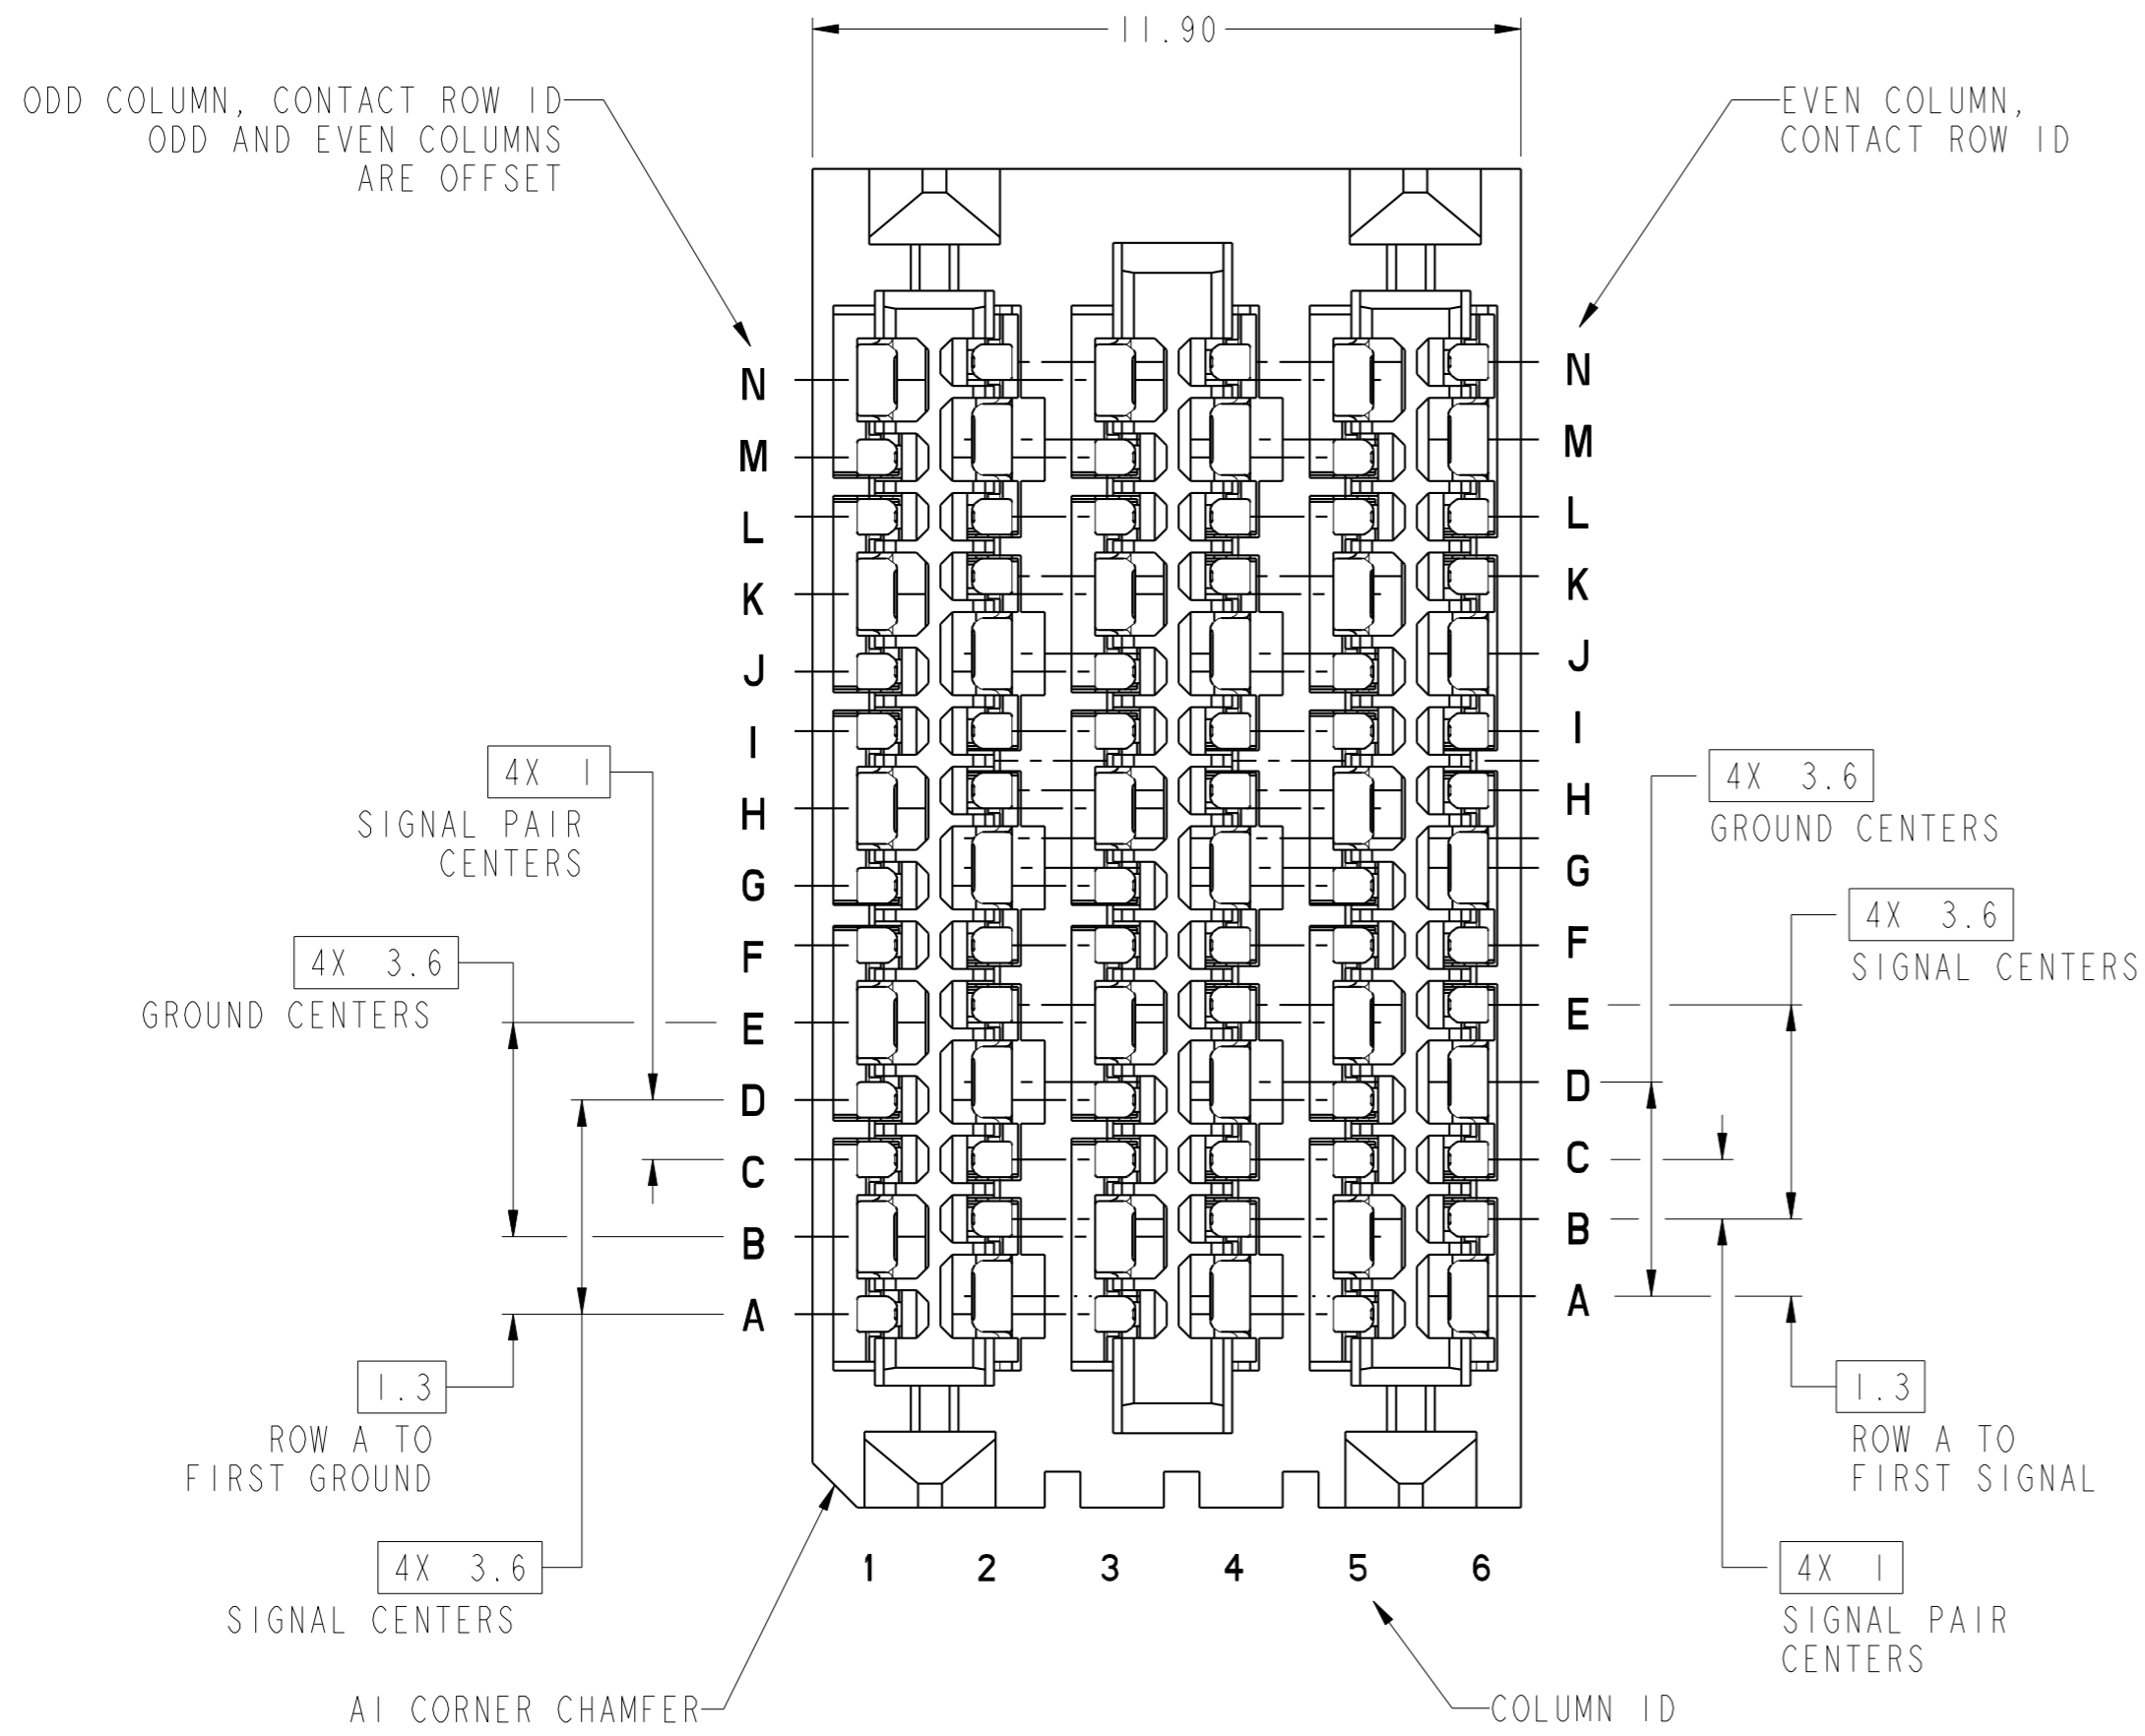 11.90
ODD COLUMN, CONTACT ROW ID
ODD AND EVEN COLUMNS
ARE OFFSET
EVEN COLUMN,
CONTACT ROW ID
N
M
L
K
J
I
H
G
F
E
D
C
B
A
N
M
L
K
J
I
H
G
F
E
D
C
B
A
4X 1
SIGNAL PAIR
CENTERS
4X 3.6
GROUND CENTERS
1.3
ROW A TO
FIRST GROUND
4X 3.6
SIGNAL CENTERS
4X 3.6
GROUND CENTERS
4X 3.6
SIGNAL CENTERS
1.3
ROW A TO
FIRST SIGNAL
4X 1
SIGNAL PAIR
CENTERS
1 2 3 4 5 6
A1 CORNER CHAMFER
COLUMN ID